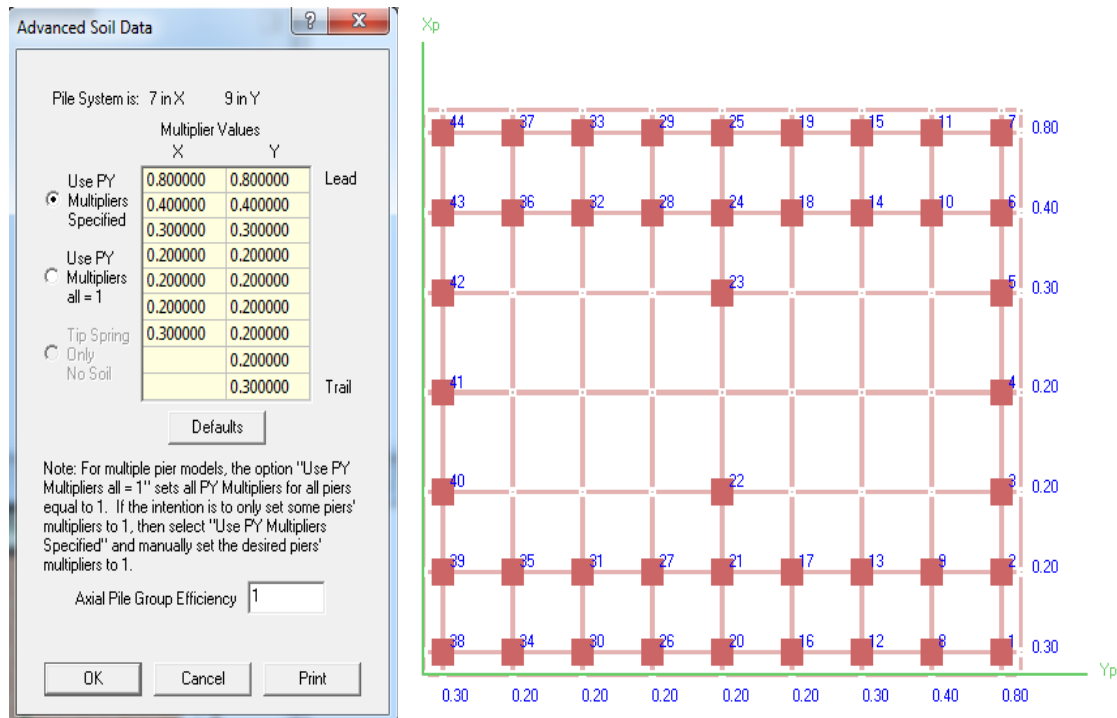 Advanced Soil Data
Pile System is: 7 in X 9 in Y
Multiplier Values
X Y
Use PY Multipliers Specified
Use PY Multipliers all = 1
Tip Spring Only No Soil
0.800000 0.800000 Lead
0.400000 0.400000
0.300000 0.300000
0.200000 0.200000
0.200000 0.200000
0.200000 0.200000
0.300000 0.200000
0.200000
0.300000 Trail
Defaults
Note: For multiple pier models, the option "Use PY
Multipliers all = 1" sets all PY Multipliers for all piers
equal to 1. If the intention is to only set some piers'
multipliers to 1, then select "Use PY Multipliers
Specified" and manually set the desired piers'
multipliers to 1.
Axial Pile Group Efficiency 1
OK Cancel Print
Xp
44 37 33 29 25 19 15 11 7 0.80
43 36 32 28 24 18 14 10 6 0.40
42 23 5 0.30
41 4 0.20
40 22 3 0.20
39 35 31 27 21 17 13 9 2 0.20
38 34 30 26 20 16 12 8 1 0.30
Yp
0.30 0.20 0.20 0.20 0.20 0.20 0.30 0.40 0.80